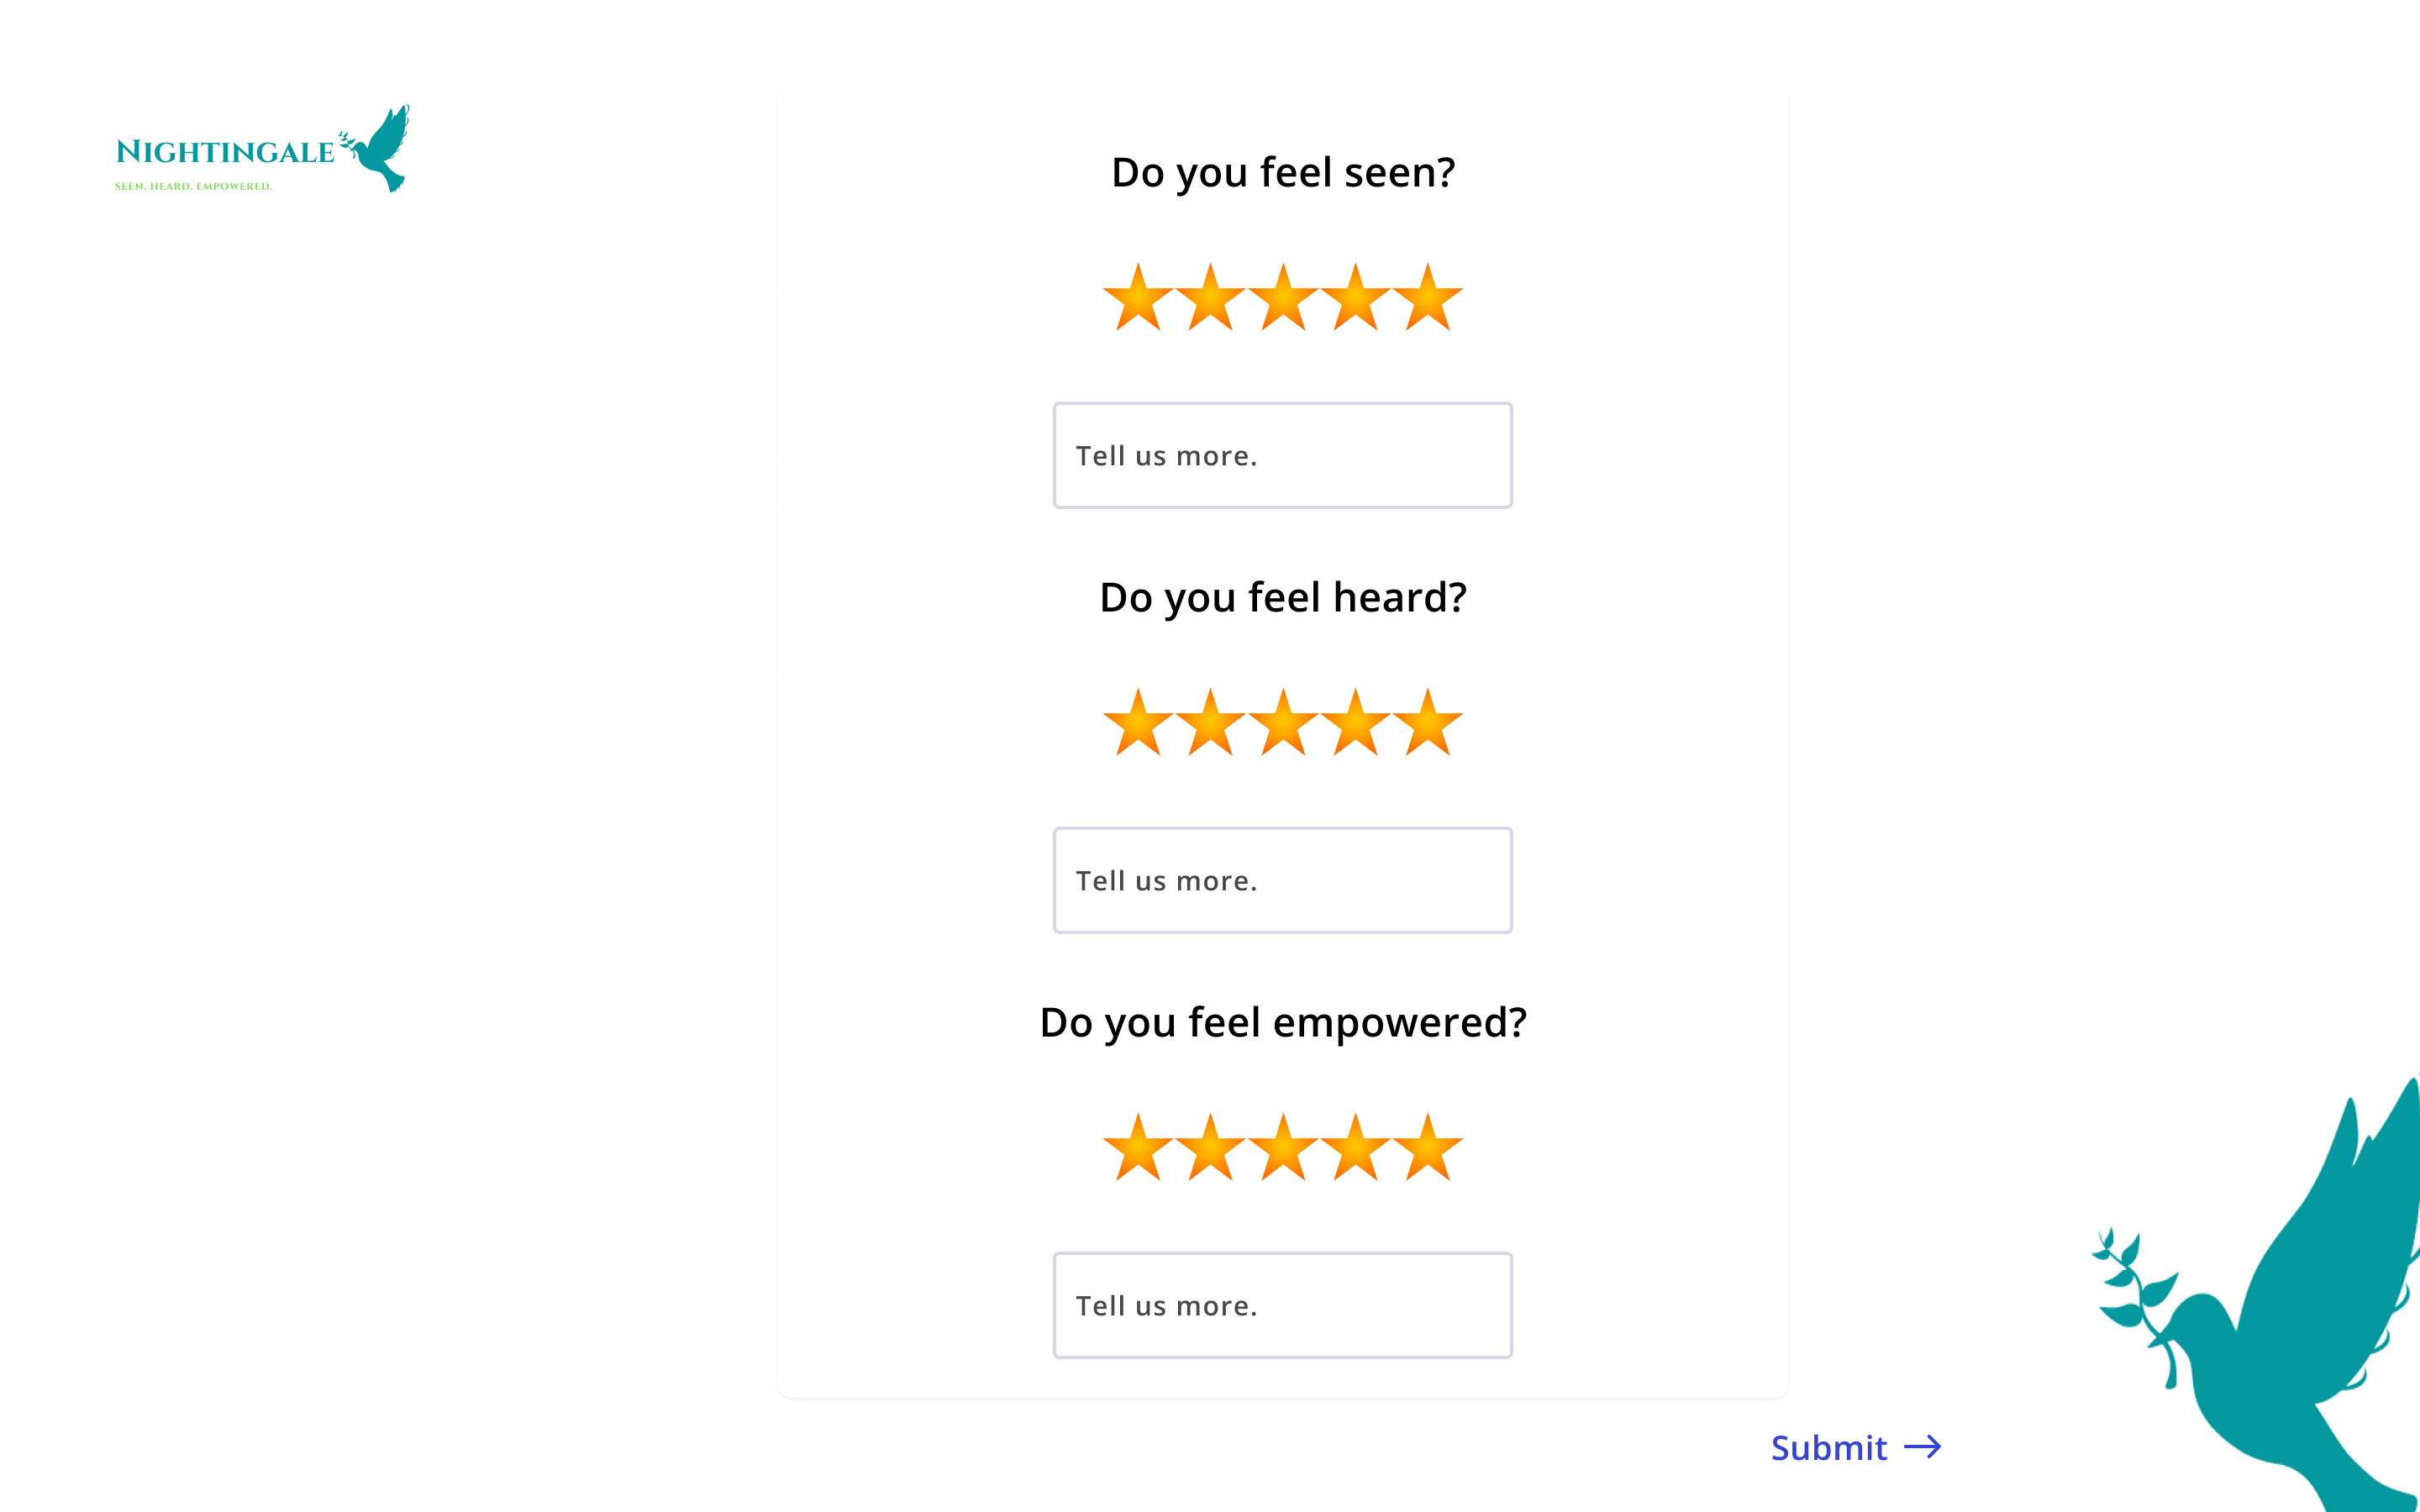 NIGHTINGALE
SEEN. HEARD. EMPOWERED.
Do you feel seen?
Tell us more.
Do you feel heard?
Tell us more.
Do you feel empowered?
Tell us more.
Submit